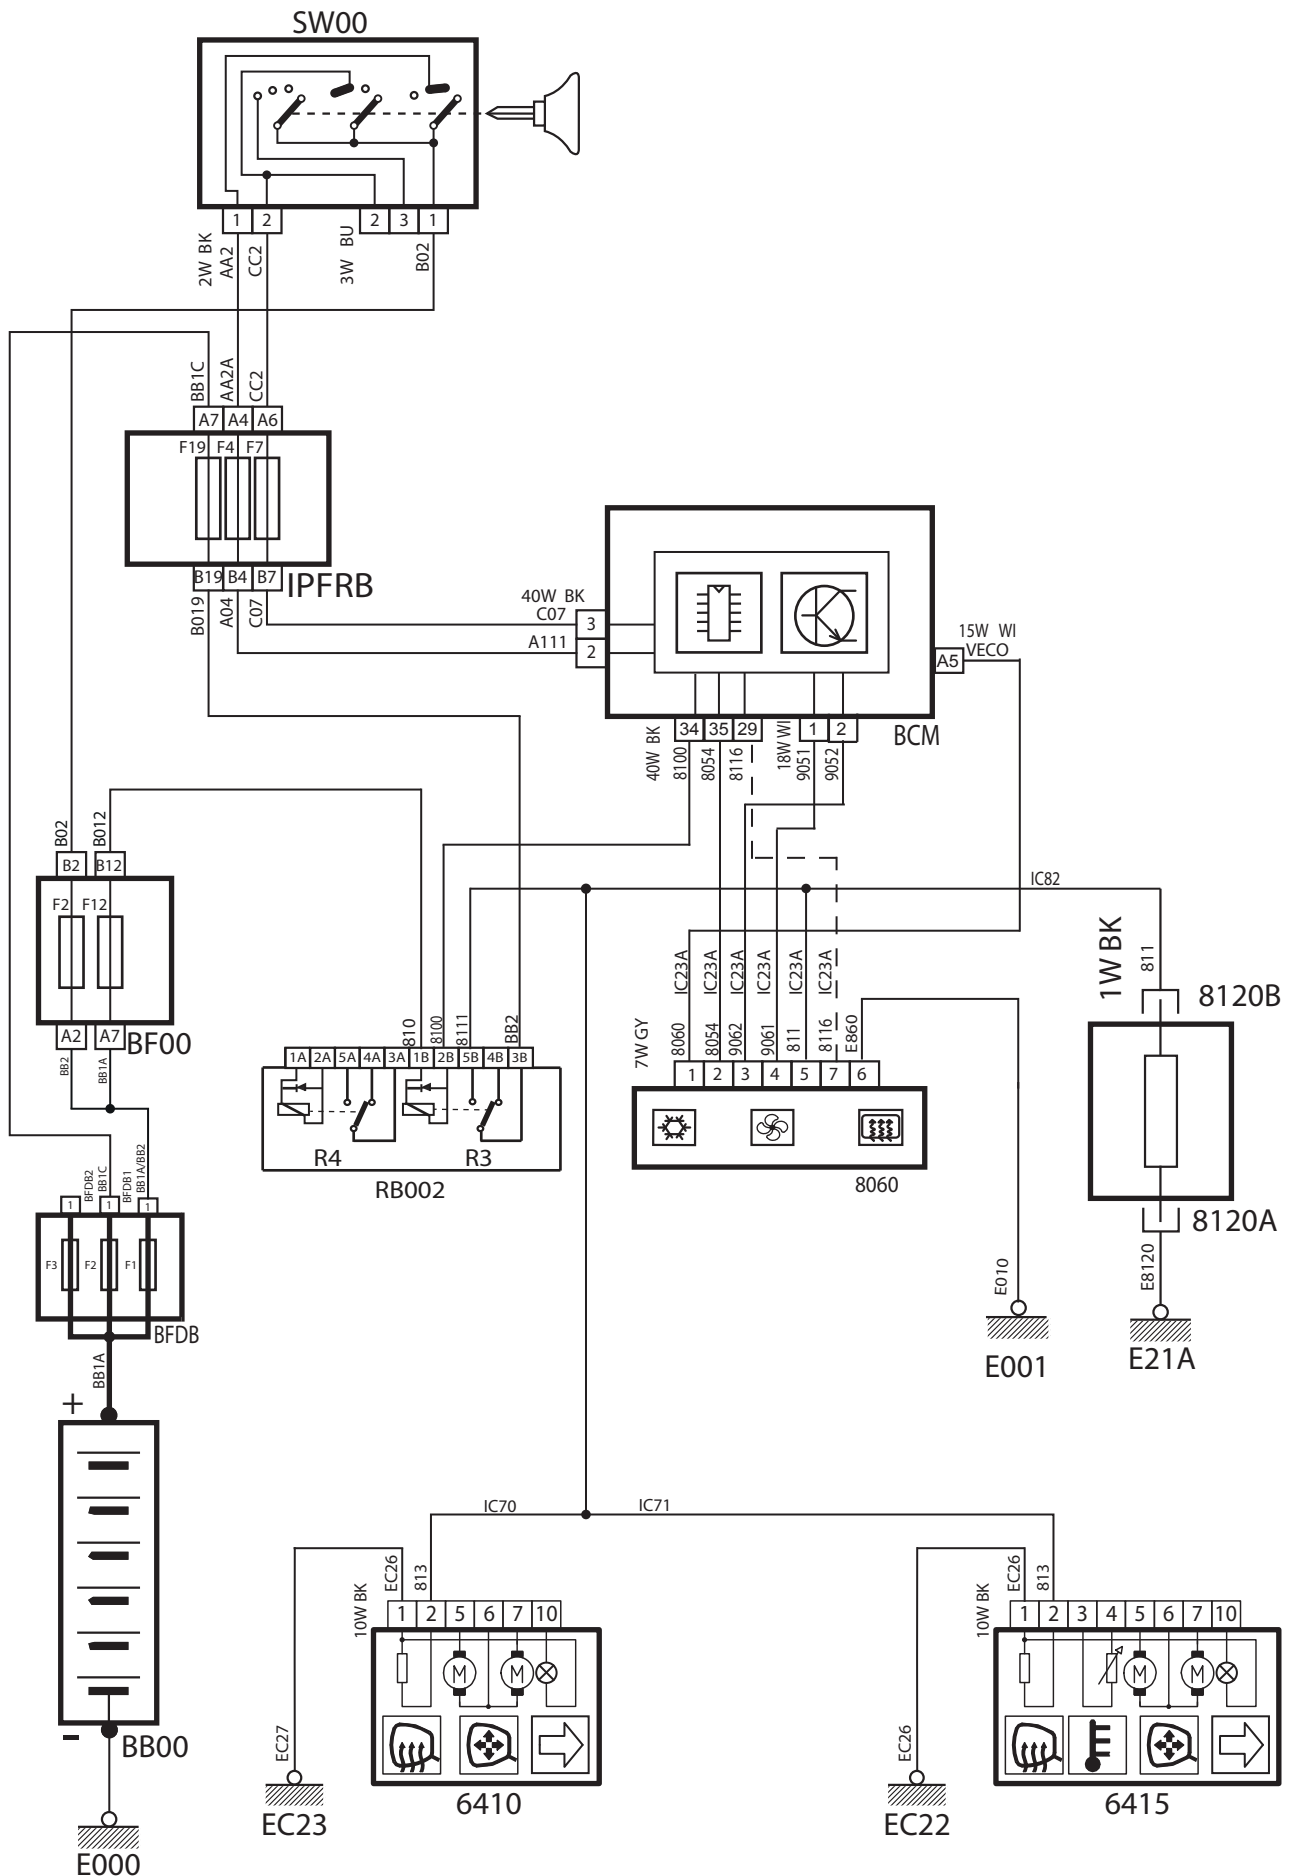 SW00
1 2 2 3 1
2W BK
AA2
CC2
3W BU
B02
BB1C
AA2A
CC2
A7 A4 A6
F19 F4 F7
B19 B4 B7
IPFRB
B019
A04
C07
40W BK
C07
3
A111
2
15W WI
VECO
A5
34 35 29 1 2
BCM
40W BK
8100
8054
8116
18W WI
9051
9052
B02
B012
B2 B12
F2 F12
A2 A7
BF00
BB2
BB1A
IC82
IC23A
IC23A
IC23A
IC23A
IC23A
IC23A
1W BK
811
8120B
810
8100
8111
BB2
1A 2A 5A 4A 3A 1B 2B 5B 4B 3B
R4 R3
RB002
7W GY
8060
8054
9062
9061
811
8116
E860
1 2 3 4 5 7 6
8060
8120A
BFDB2
BB1C
BFDB1
BB1A/BB2
1 1 1
F3 F2 F1
BFDB
BB1A
E010
E001
E8120
E21A
+
-
BB00
E000
IC70 IC71
10W BK
EC26
813
1 2 5 6 7 10
M M
EC27
EC23
6410
10W BK
EC26
813
1 2 3 4 5 6 7 10
M M
EC26
EC22
6415